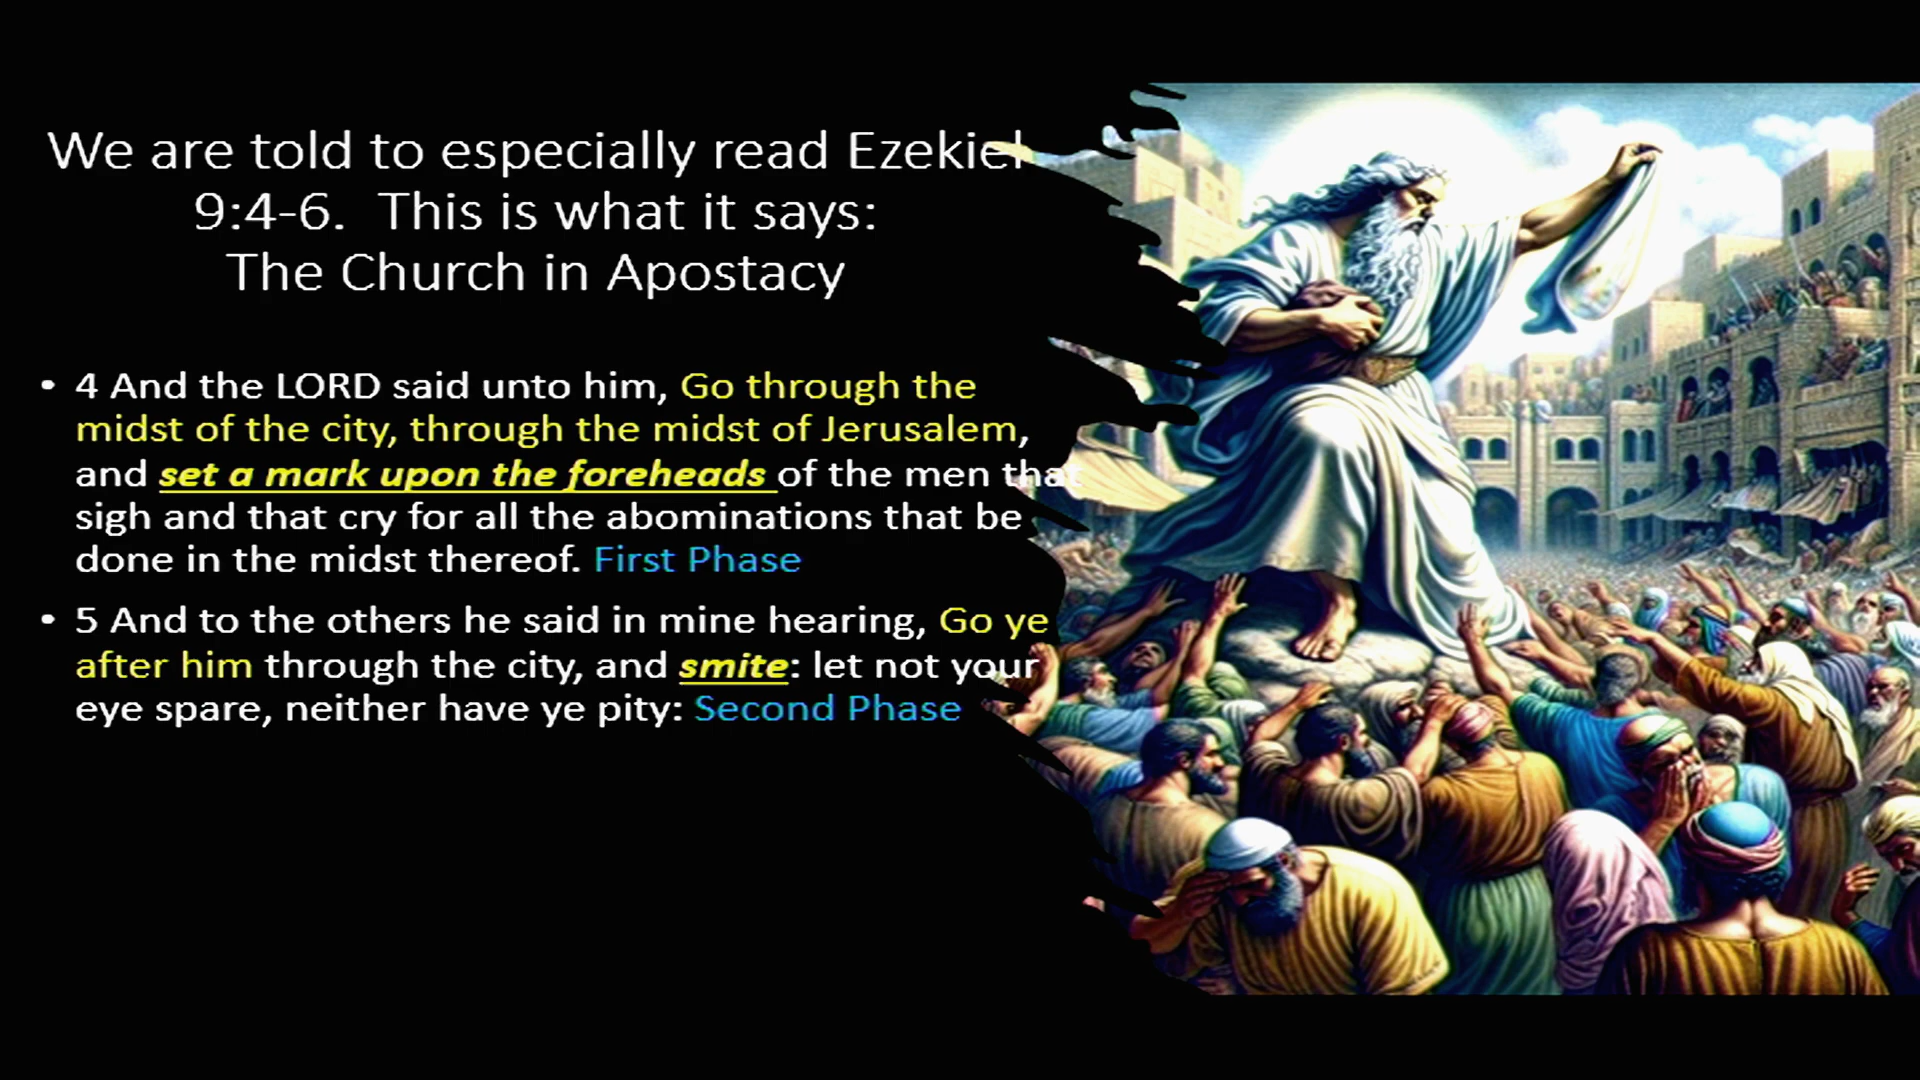 We are told to especially read Ezekiel
9:4-6. This is what it says:
The Church in Apostacy
• 4 And the LORD said unto him, Go through the
midst of the city, through the midst of Jerusalem,
and set a mark upon the foreheads of the men that
sigh and that cry for all the abominations that be
done in the midst thereof. First Phase
• 5 And to the others he said in mine hearing, Go ye
after him through the city, and smite: let not your
eye spare, neither have ye pity: Second Phase